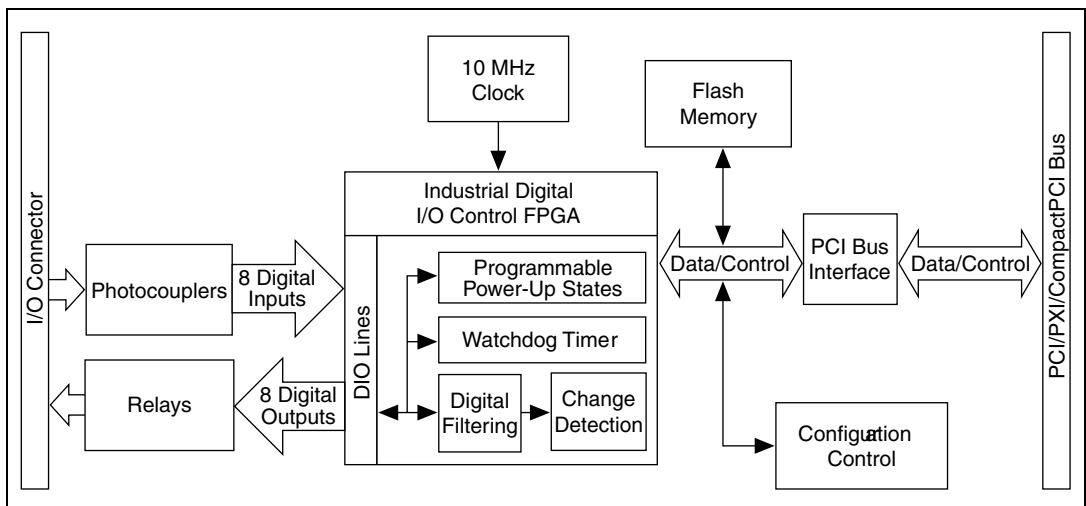 10 MHz
Clock
Flash
Memory
I/O Connector
Industrial Digital
I/O Control FPGA
PCI/PXI/CompactPCI Bus
Photocouplers
8 Digital
Inputs
DIO Lines
Programmable
Power-Up States
Data/Control
PCI Bus
Interface
Data/Control
Watchdog Timer
Relays
8 Digital
Outputs
Digital
Filtering
Change
Detection
Configuration
Control